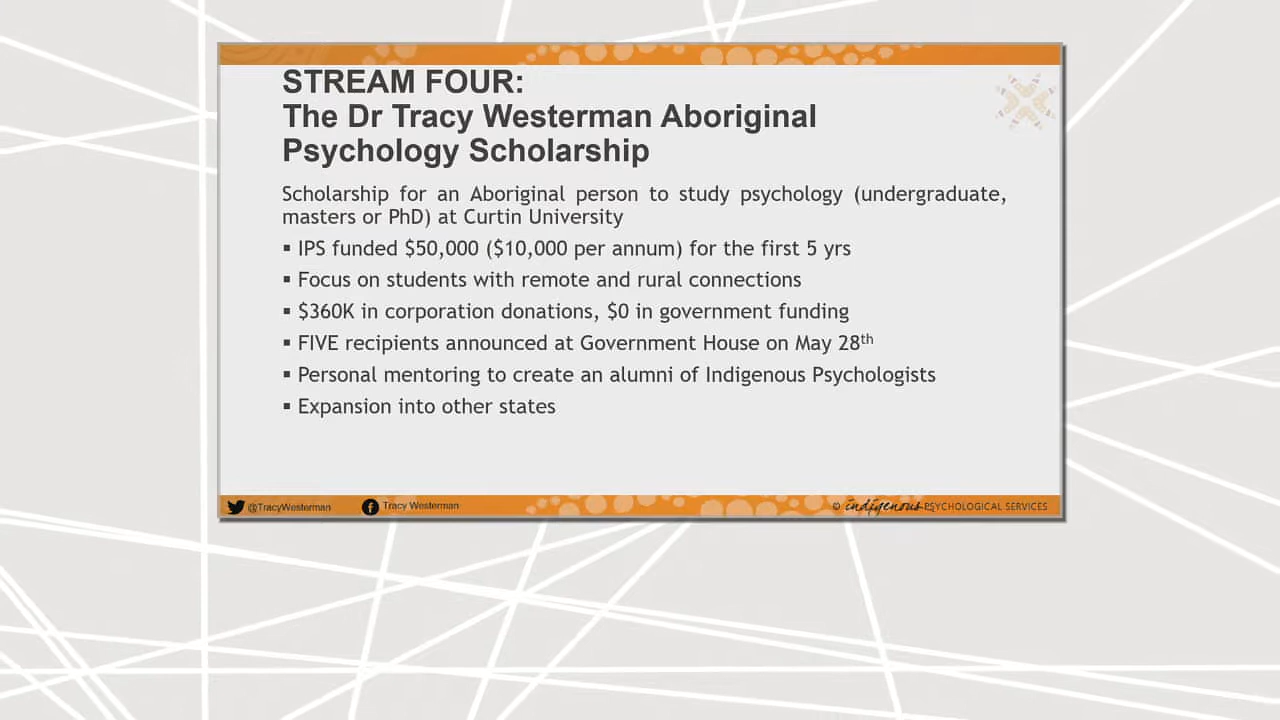 STREAM FOUR:
The Dr Tracy Westerman Aboriginal
Psychology Scholarship
Scholarship for an Aboriginal person to study psychology (undergraduate,
masters or PhD) at Curtin University
▪ IPS funded $50,000 ($10,000 per annum) for the first 5 yrs
▪ Focus on students with remote and rural connections
▪ $360K in corporation donations, $0 in government funding
▪ FIVE recipients announced at Government House on May 28th
▪ Personal mentoring to create an alumni of Indigenous Psychologists
▪ Expansion into other states
@TracyWesterman
Tracy Westerman
© indigenous PSYCHOLOGICAL SERVICES